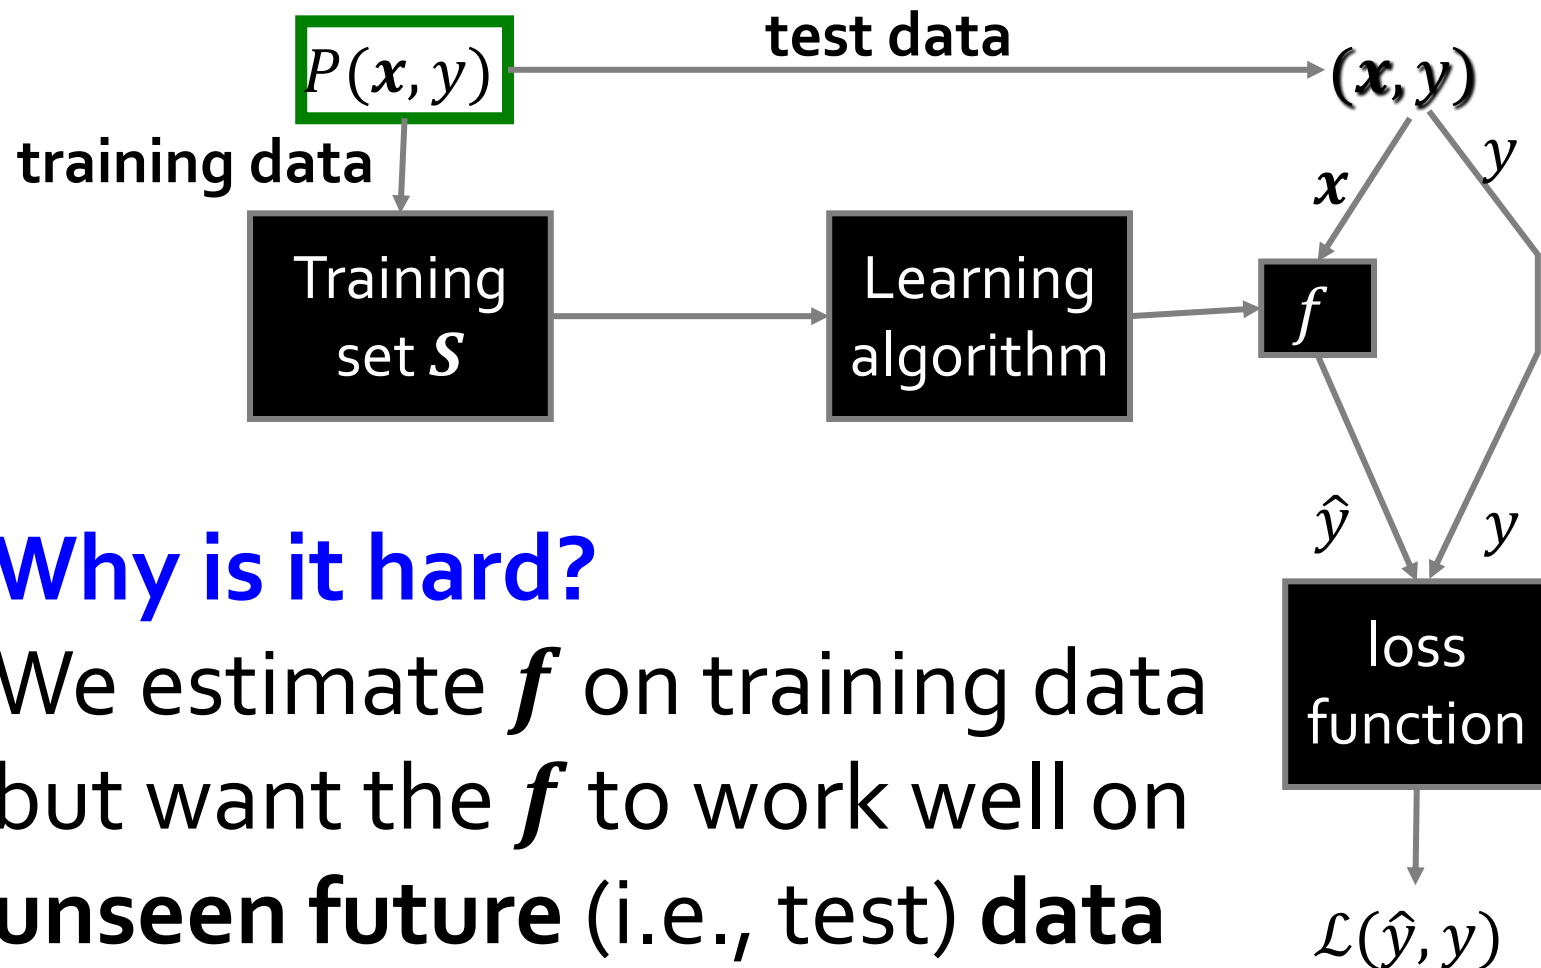 test data
P(x, y)
(x, y)
training data
x
y
Training
set S
Learning
algorithm
f
ŷ
y
Why is it hard?
We estimate f on training data
but want the f to work well on
unseen future (i.e., test) data
loss
function
ℒ(ŷ, y)